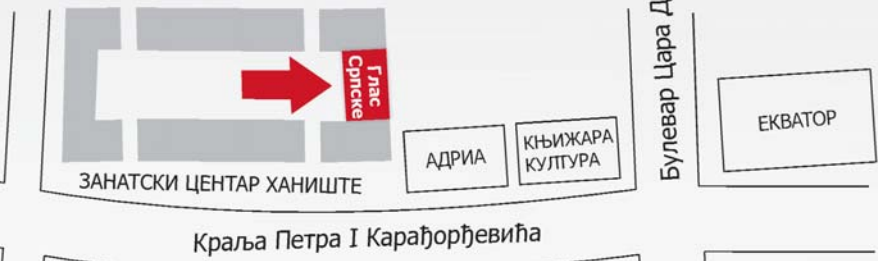 Глас
Српске
АДРИА
КЊИЖАРА
КУЛТУРА
ЕКВАТОР
ЗАНАТСКИ ЦЕНТАР ХАНИШТЕ
Булевар Цара
Краља Петра I Карађорђевића